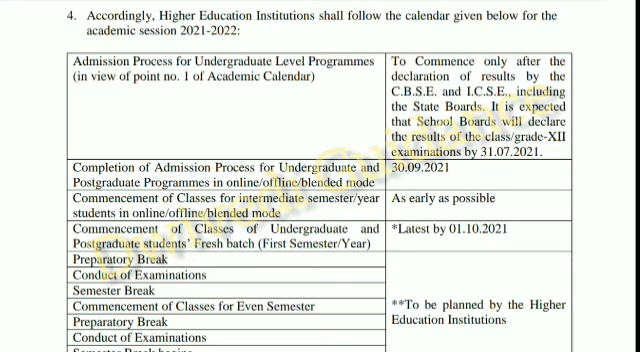 4. Accordingly, Higher Education Institutions shall follow the calendar given below for the
academic session 2021-2022:
Admission Process for Undergraduate Level Programmes
(in view of point no. 1 of Academic Calendar)
To Commence only after the
declaration of results by the
C.B.S.E. and I.C.S.E., including
the State Boards. It is expected
that School Boards will declare
the results of the class/grade-XII
examinations by 31.07.2021.
Completion of Admission Process for Undergraduate and
Postgraduate Programmes in online/offline/blended mode
30.09.2021
Commencement of Classes for intermediate semester/year
students in online/offline/blended mode
As early as possible
Commencement of Classes of Undergraduate and
Postgraduate students' Fresh batch (First Semester/Year)
*Latest by 01.10.2021
Preparatory Break
Conduct of Examinations
Semester Break
Commencement of Classes for Even Semester
Preparatory Break
Conduct of Examinations
**To be planned by the Higher
Education Institutions